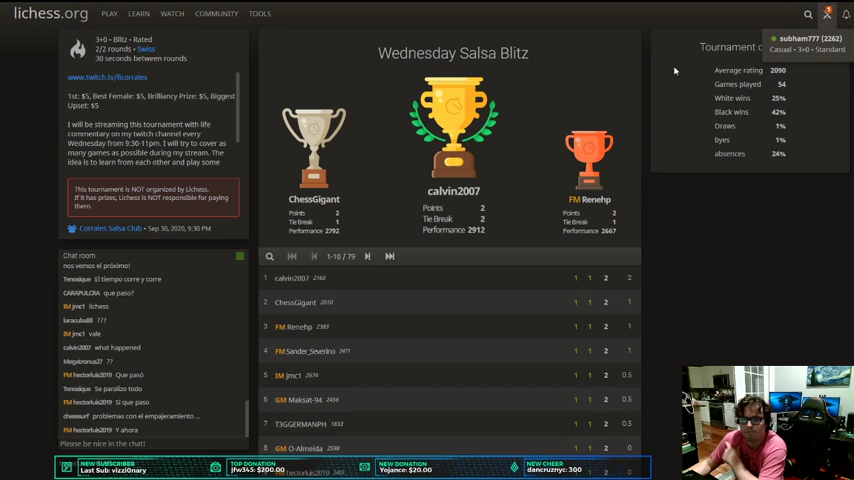 lichess.org PLAY LEARN WATCH COMMUNITY TOOLS
1
subham777 (2262)
Casual • 3+0 • Standard
3+0 • Blitz • Rated
2/2 rounds • Swiss
30 seconds between rounds
www.twitch.tv/ficorrales
1st: $5, Best Female: $5, Brilliancy Prize: $5, Biggest
Upset: $5
I will be streaming this tournament with life
commentary on my twitch channel every
Wednesday from 9:30-11pm. I will try to cover as
many games as possible during my stream. The
idea is to learn from each other and play some
This tournament is NOT organized by Lichess.
If it has prizes, Lichess is NOT responsible for paying
them.
Corrales Salsa Club • Sep 30, 2020, 9:30 PM
Chat room
nos vemos el próximo!
Tenosique El tiempo corre y corre
CARAPULCRA que paso?
IM jmc1 lichess
laracuba88 ???
IM jmc1 vale
calvin2007 what happened
Megatronus27 ??
FM hectorluis2019 Que pasó
Tenosique Se paralizo todo
FM hectorluis2019 Si que paso
chesssurf problemas con el empajeramiento ...
FM hectorluis2019 Y ahora
Please be nice in the chat!
Wednesday Salsa Blitz
ChessGigant
Points 2
Tie Break 1
Performance 2792
calvin2007
Points 2
Tie Break 2
Performance 2912
FM Renehp
Points 2
Tie Break 1
Performance 2667
1-10 / 79
1 calvin2007 2160 1 1 2 2
2 ChessGigant 2010 1 1 2 1
3 FM Renehp 2383 1 1 2 1
4 FM Sander_Severino 2471 1 1 2 1
5 IM jmc1 2674 1 1 2 0.5
6 GM Maksat-94 2456 1 1 2 0.5
7 T3GGERMANPH 1833 1 1 2 0.5
8 GM O-Almeida 2598 1 1 2 0
hectorluis2019
Tournament
Average rating 2090
Games played 54
White wins 25%
Black wins 42%
Draws 1%
byes 1%
absences 24%
NEW SUBSCRIBER
Last Sub: vizzi0nary
TOP DONATION
jfw345: $200.00
NEW DONATION
Yojance: $20.00
NEW CHEER
dancruznyc: 300